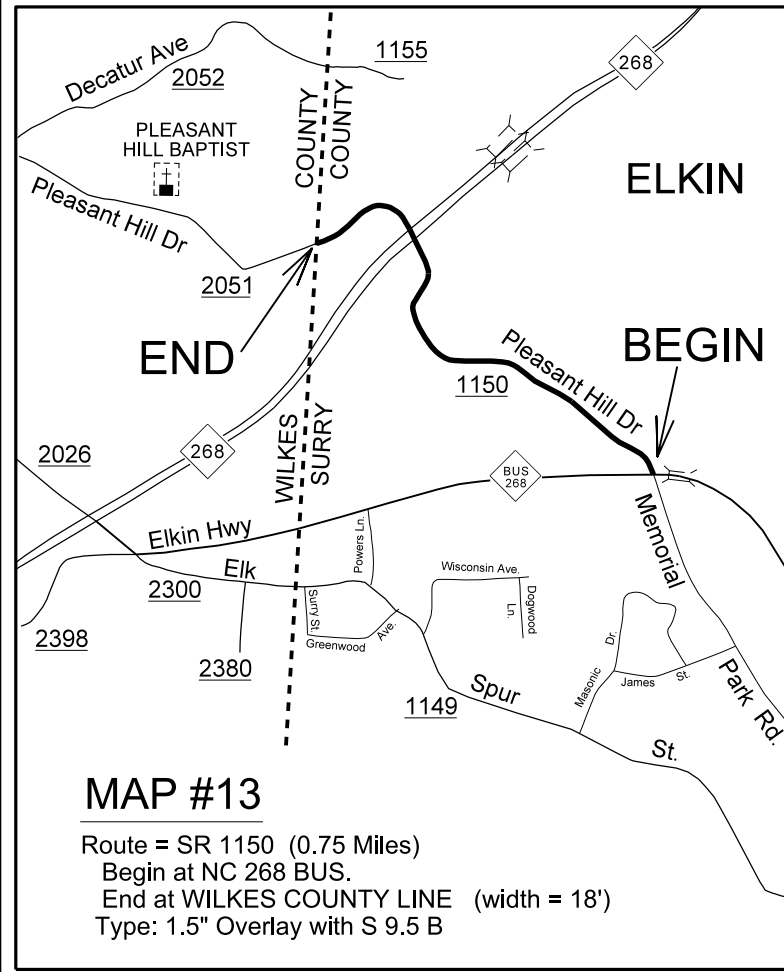 Decatur Ave
2052
1155
268
PLEASANT
HILL BAPTIST
COUNTY
COUNTY
ELKIN
Pleasant Hill Dr
2051
END
BEGIN
Pleasant Hill Dr
1150
2026
268
WILKES
SURRY
BUS
268
Elkin Hwy
Powers Ln.
Memorial
Park Rd.
Elk
Spur
St.
2300
2398
2380
Surry St.
Greenwood
Ave.
Wisconsin Ave.
Dogwood
Ln.
1149
Masonic
Dr.
James
St.
MAP #13
Route = SR 1150 (0.75 Miles)
Begin at NC 268 BUS.
End at WILKES COUNTY LINE (width = 18')
Type: 1.5" Overlay with S 9.5 B